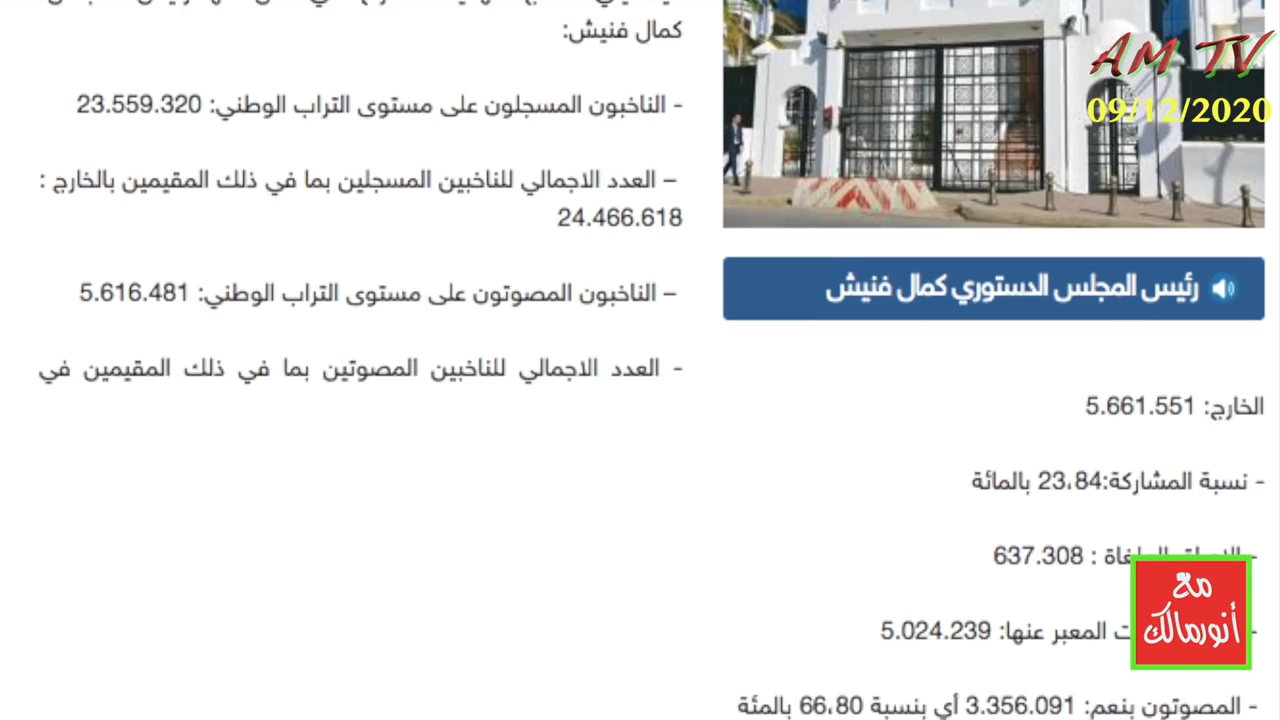 كمال فنيش:
- الناخبون المسجلون على مستوى التراب الوطني: 23.559.320
– العدد الاجمالي للناخبين المسجلين بما في ذلك المقيمين بالخارج :
24.466.618
– الناخبون المصوتون على مستوى التراب الوطني: 5.616.481
- العدد الاجمالي للناخبين المصوتين بما في ذلك المقيمين في
AM TV
09/12/2020
رئيس المجلس الدستوري كمال فنيش
الخارج: 5.661.551
- نسبة المشاركة:23،84 بالمائة
: 637.308
المعبر عنها: 5.024.239
- المصوتون بنعم: 3.356.091 أي بنسبة 66،80 بالمئة
مع
أنورمالك